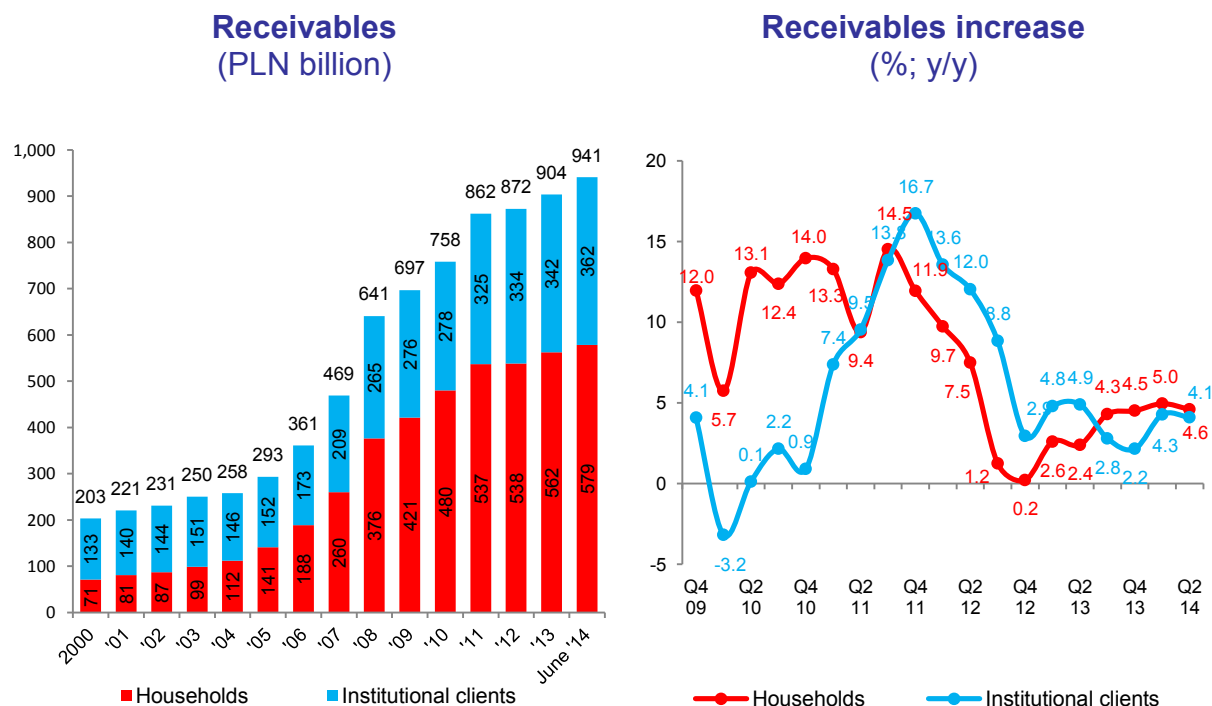 Receivables
(PLN billion)
1,000
900
800
700
600
500
400
300
200
100
0
203 221 231 250 258 293 361 469 641 697 758 862 872 904 941
133 140 144 151 146 152 173 209 265 276 278 325 334 342 362
71 81 87 99 112 141 188 260 376 421 480 537 538 562 579
2000 '01 '02 '03 '04 '05 '06 '07 '08 '09 '10 '11 '12 '13 June '14
Households Institutional clients
Receivables increase
(%; y/y)
20
15
10
5
0
-5
12.0 5.7 13.1 12.4 14.0 13.3 9.4 14.5 11.9 9.7 7.5 1.2 0.2 2.6 2.4 4.3 4.5 5.0 4.6
4.1 -3.2 0.1 2.2 0.9 7.4 9.5 13.8 16.7 13.6 12.0 8.8 2.9 4.8 4.9 2.8 2.2 4.3 4.1
Q4 Q2 Q4 Q2 Q4 Q2 Q4 Q2 Q4 Q2
09 10 10 11 11 12 12 13 13 14
Households Institutional clients